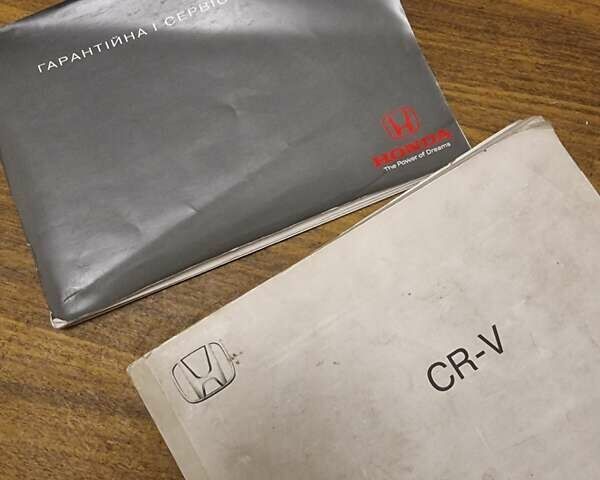 ГАРАНТІЙНА І СЕРВІС
HONDA
The Power of Dreams
CR-V